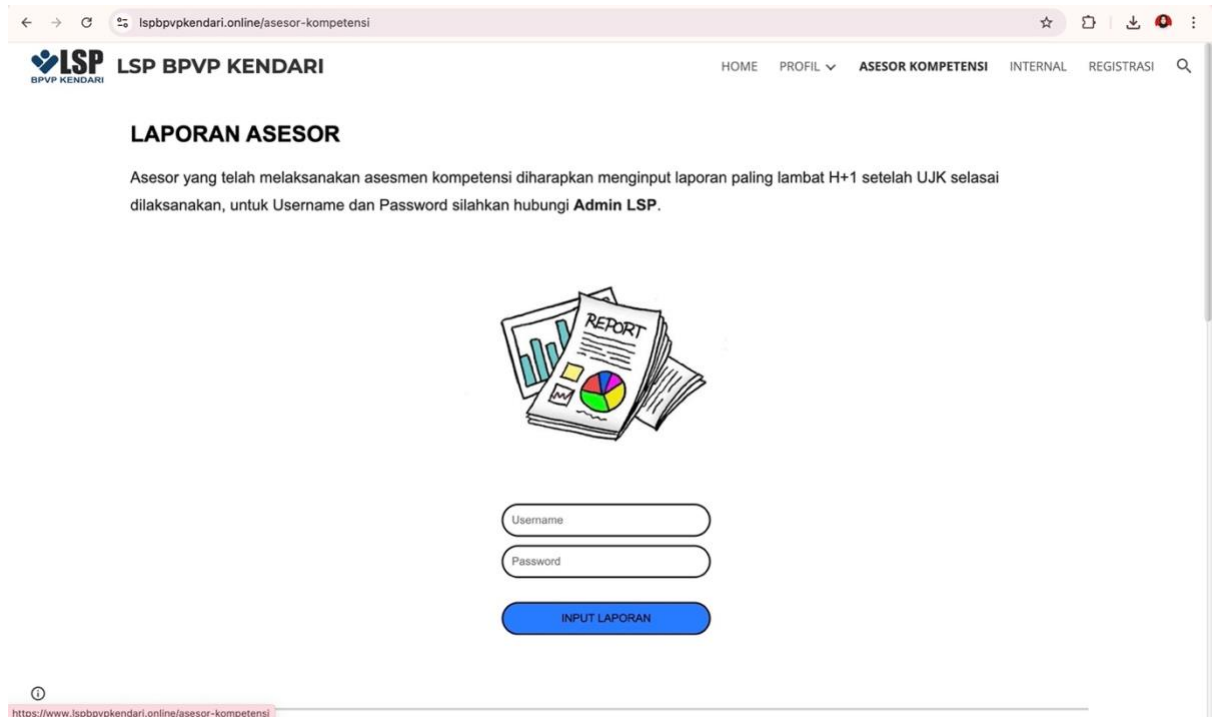 lspbpvpkendari.online/asesor-kompetensi
LSP
BPVP KENDARI
LSP BPVP KENDARI
HOME PROFIL ASESOR KOMPETENSI INTERNAL REGISTRASI
LAPORAN ASESOR
Asesor yang telah melaksanakan asesmen kompetensi diharapkan menginput laporan paling lambat H+1 setelah UJK selasai
dilaksanakan, untuk Username dan Password silahkan hubungi Admin LSP.
REPORT
Username
Password
INPUT LAPORAN
https://www.lspbpvpkendari.online/asesor-kompetensi